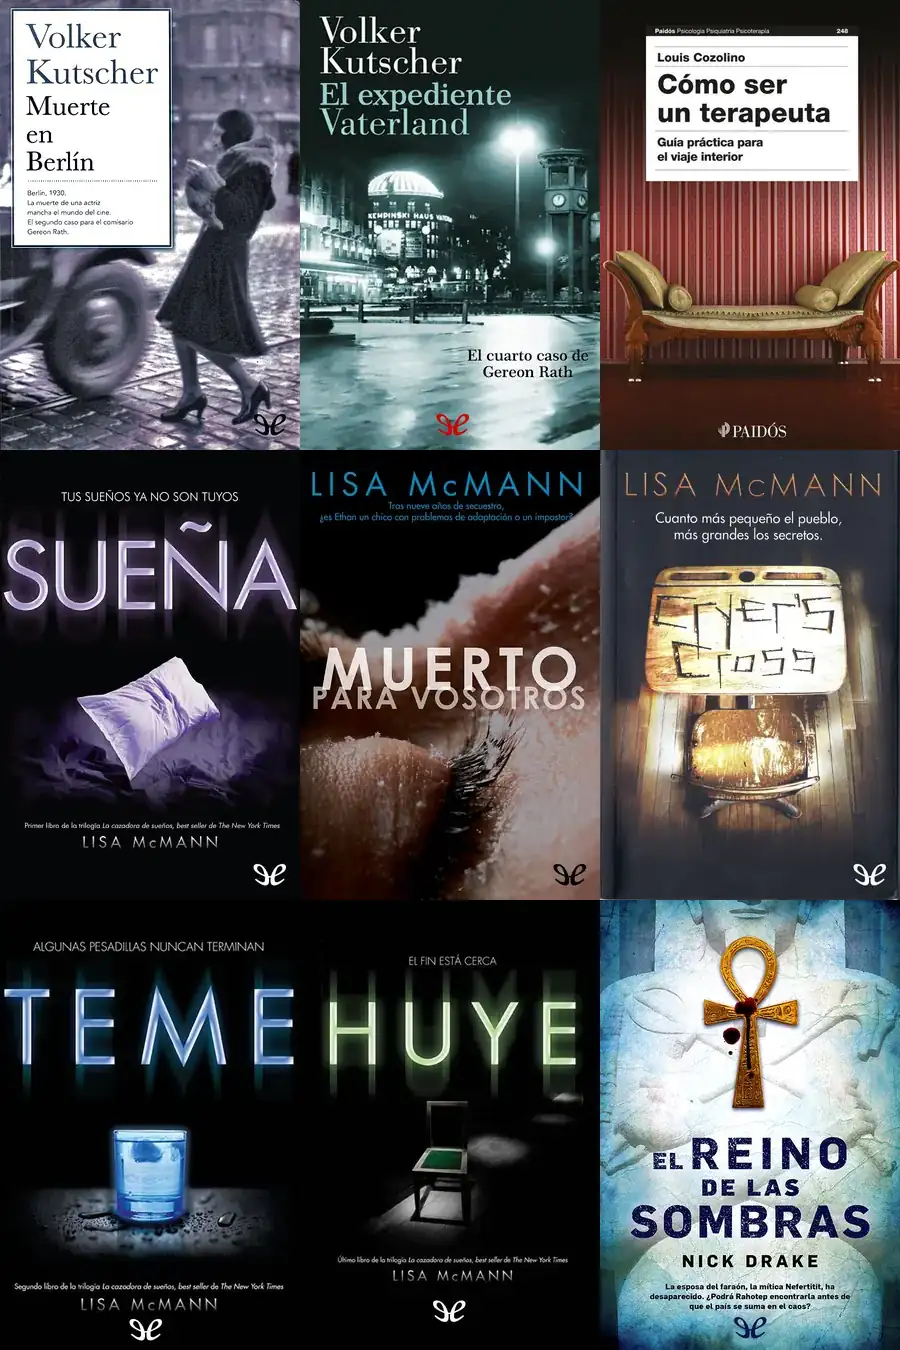 Volker
Kutscher
Muerte
en
Berlín
Berlín, 1930.
La muerte de una actriz
mancha el mundo del cine.
El segundo caso para el comisario
Gereon Rath.
Volker
Kutscher
El expediente
Vaterland
KEMPINSKI HAUS
El cuarto caso de
Gereon Rath
Paidós Psicología Psiquiatría Psicoterapia 248
Louis Cozolino
Cómo ser
un terapeuta
Guía práctica para
el viaje interior
PAIDÓS
TUS SUEÑOS YA NO SON TUYOS
SUEÑA
Primer libro de la trilogía La cazadora de sueños, best seller de The New York Times
LISA McMANN
LISA McMANN
Tras nueve años de secuestro,
¿es Ethan un chico con problemas de adaptación o un impostor?
MUERTO
PARA VOSOTROS
LISA McMANN
Cuanto más pequeño el pueblo,
más grandes los secretos.
Cryer's
Cross
ALGUNAS PESADILLAS NUNCAN TERMINAN
TEME
Segundo libro de la trilogía La cazadora de sueños, best seller de The New York Times
LISA McMANN
EL FIN ESTÁ CERCA
HUYE
Último libro de la trilogía La cazadora de sueños, best seller de The New York Times
LISA McMANN
EL REINO
DE LAS
SOMBRAS
NICK DRAKE
La esposa del faraón, la mítica Nefertitit, ha
desaparecido. ¿Podrá Rahotep encontrarla antes de
que el país se suma en el caos?